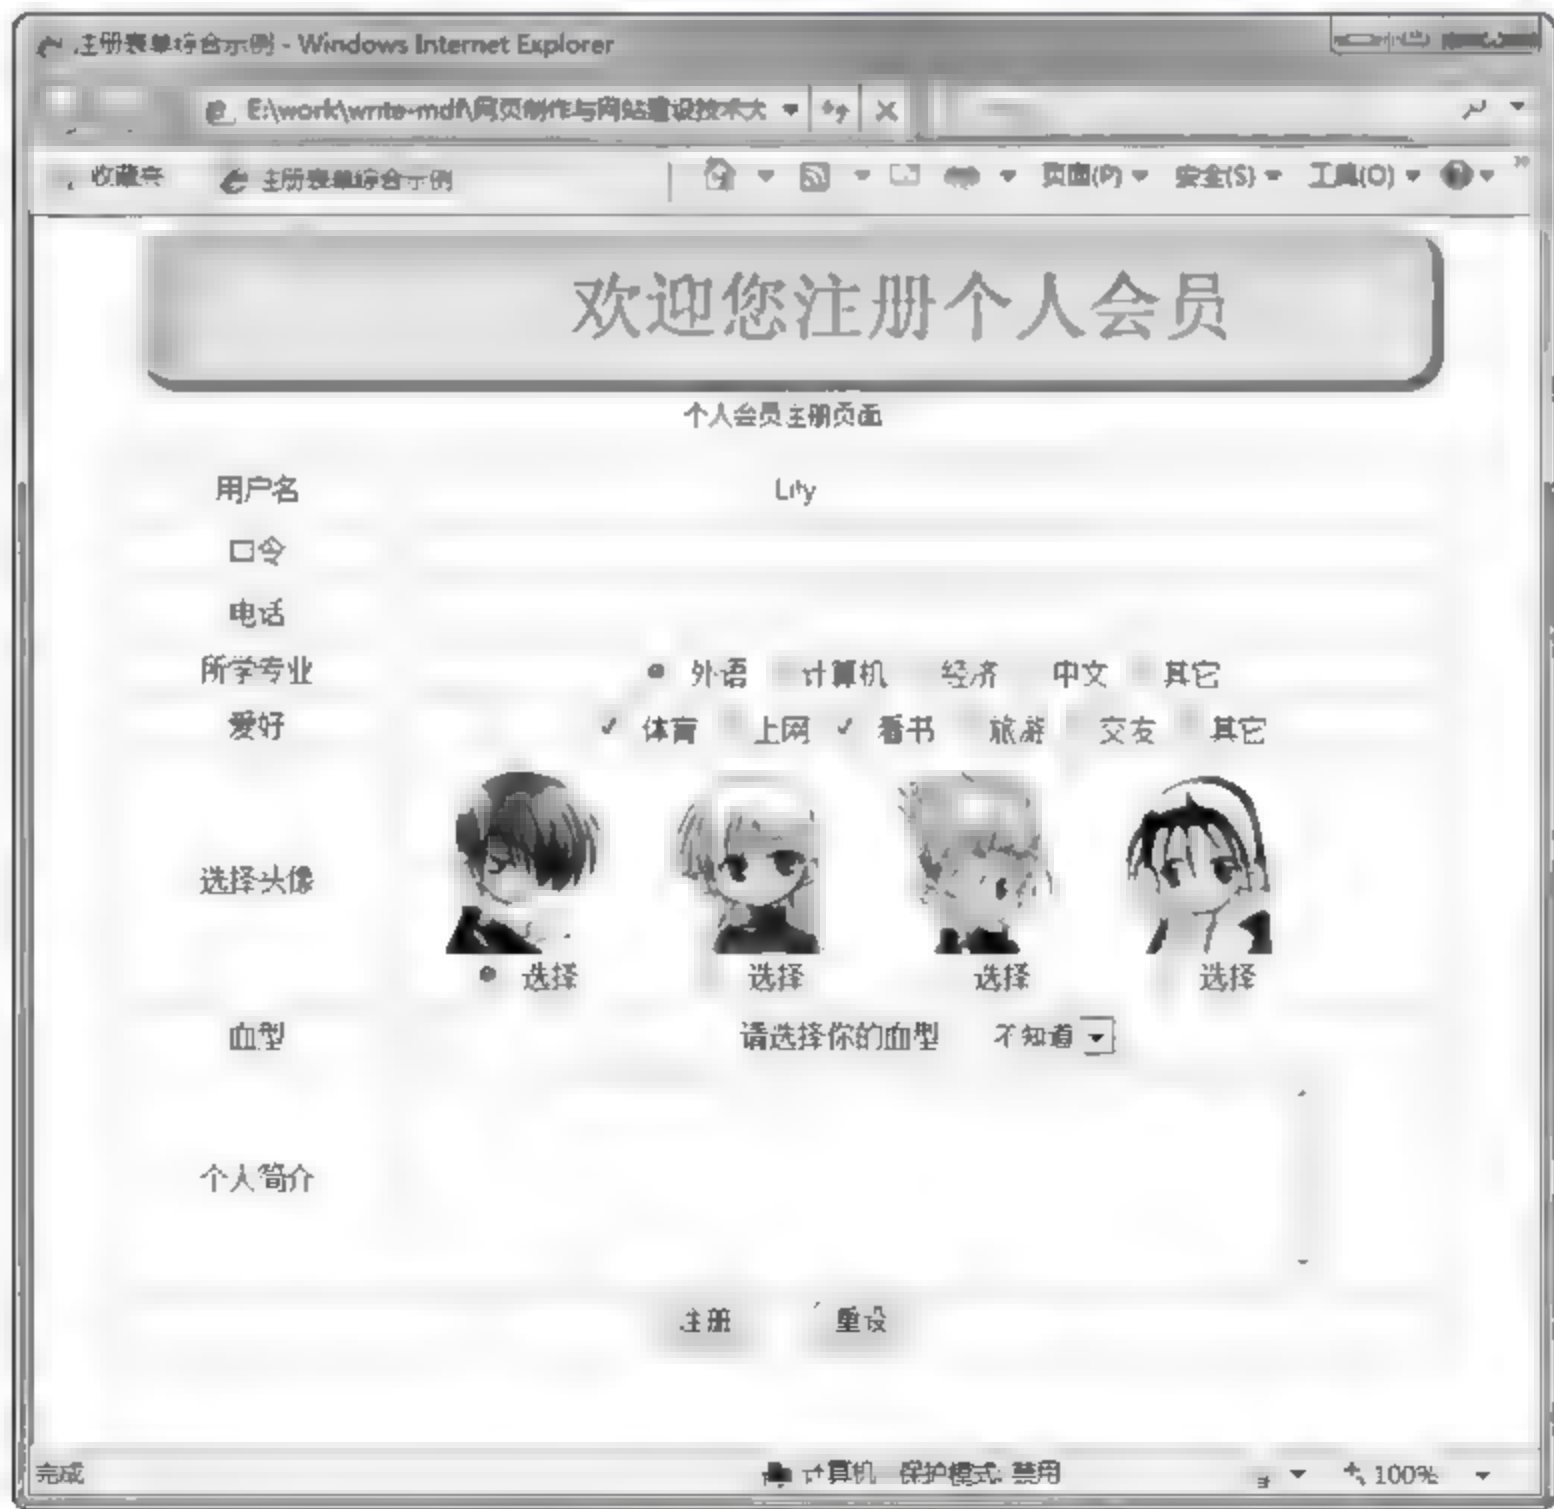 注册表单综合示例 - Windows Internet Explorer
E:\work\write-mdf\网页制作与网站建设技术大
收藏夹 注册表单综合示例 页面(P) 安全(S) 工具(O) »
欢迎您注册个人会员
个人会员注册页面
用户名 Lily
口令
电话
所学专业 外语 计算机 经济 中文 其它
爱好 体育 上网 看书 旅游 交友 其它
选择头像
选择 选择 选择 选择
血型 请选择你的血型 不知道
个人简介
注册 重设
完成 计算机 保护模式: 禁用 100%